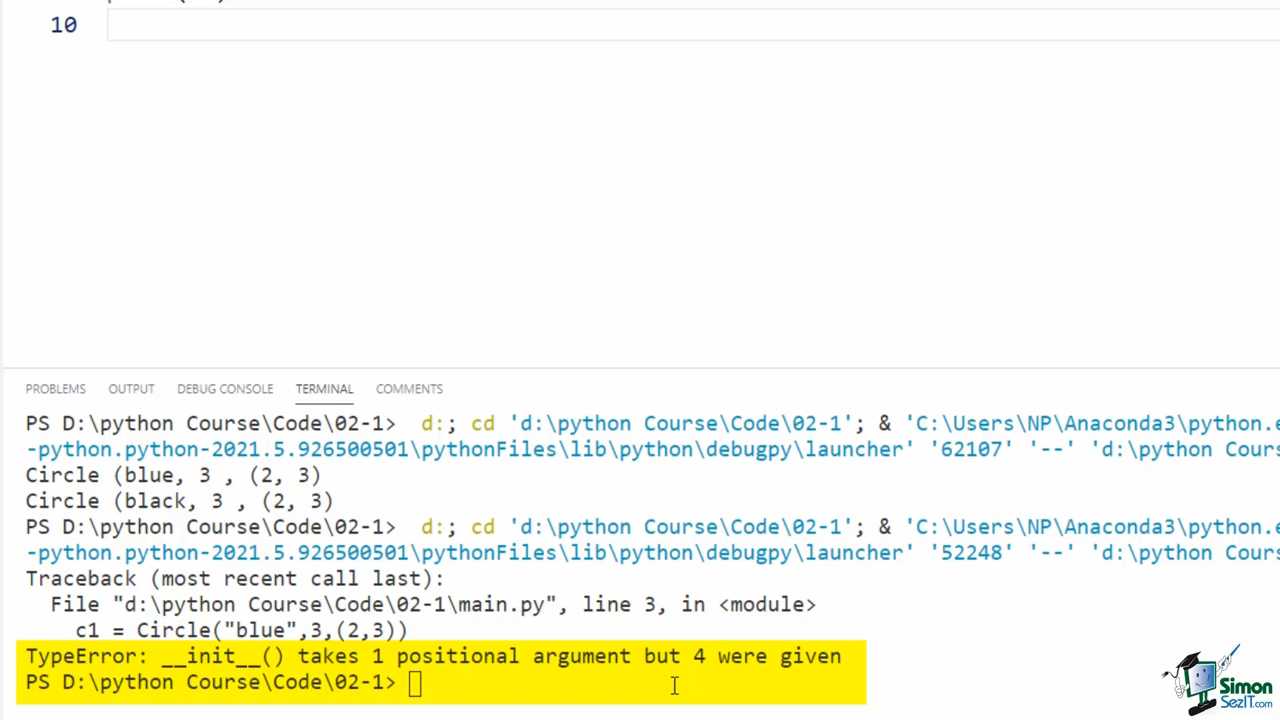 10
PROBLEMS OUTPUT DEBUG CONSOLE TERMINAL COMMENTS
PS D:\python Course\Code\02-1> d:; cd 'd:\python Course\Code\02-1'; & 'C:\Users\NP\Anaconda3\python.e
-python.python-2021.5.926500501\pythonFiles\lib\python\debugpy\launcher' '62107' '--' 'd:\python Cours
Circle (blue, 3 , (2, 3)
Circle (black, 3 , (2, 3)
PS D:\python Course\Code\02-1> d:; cd 'd:\python Course\Code\02-1'; & 'C:\Users\NP\Anaconda3\python.e
-python.python-2021.5.926500501\pythonFiles\lib\python\debugpy\launcher' '52248' '--' 'd:\python Cours
Traceback (most recent call last):
File "d:\python Course\Code\02-1\main.py", line 3, in <module>
c1 = Circle("blue",3,(2,3))
TypeError: __init__() takes 1 positional argument but 4 were given
PS D:\python Course\Code\02-1>
Simon
SezIT.com